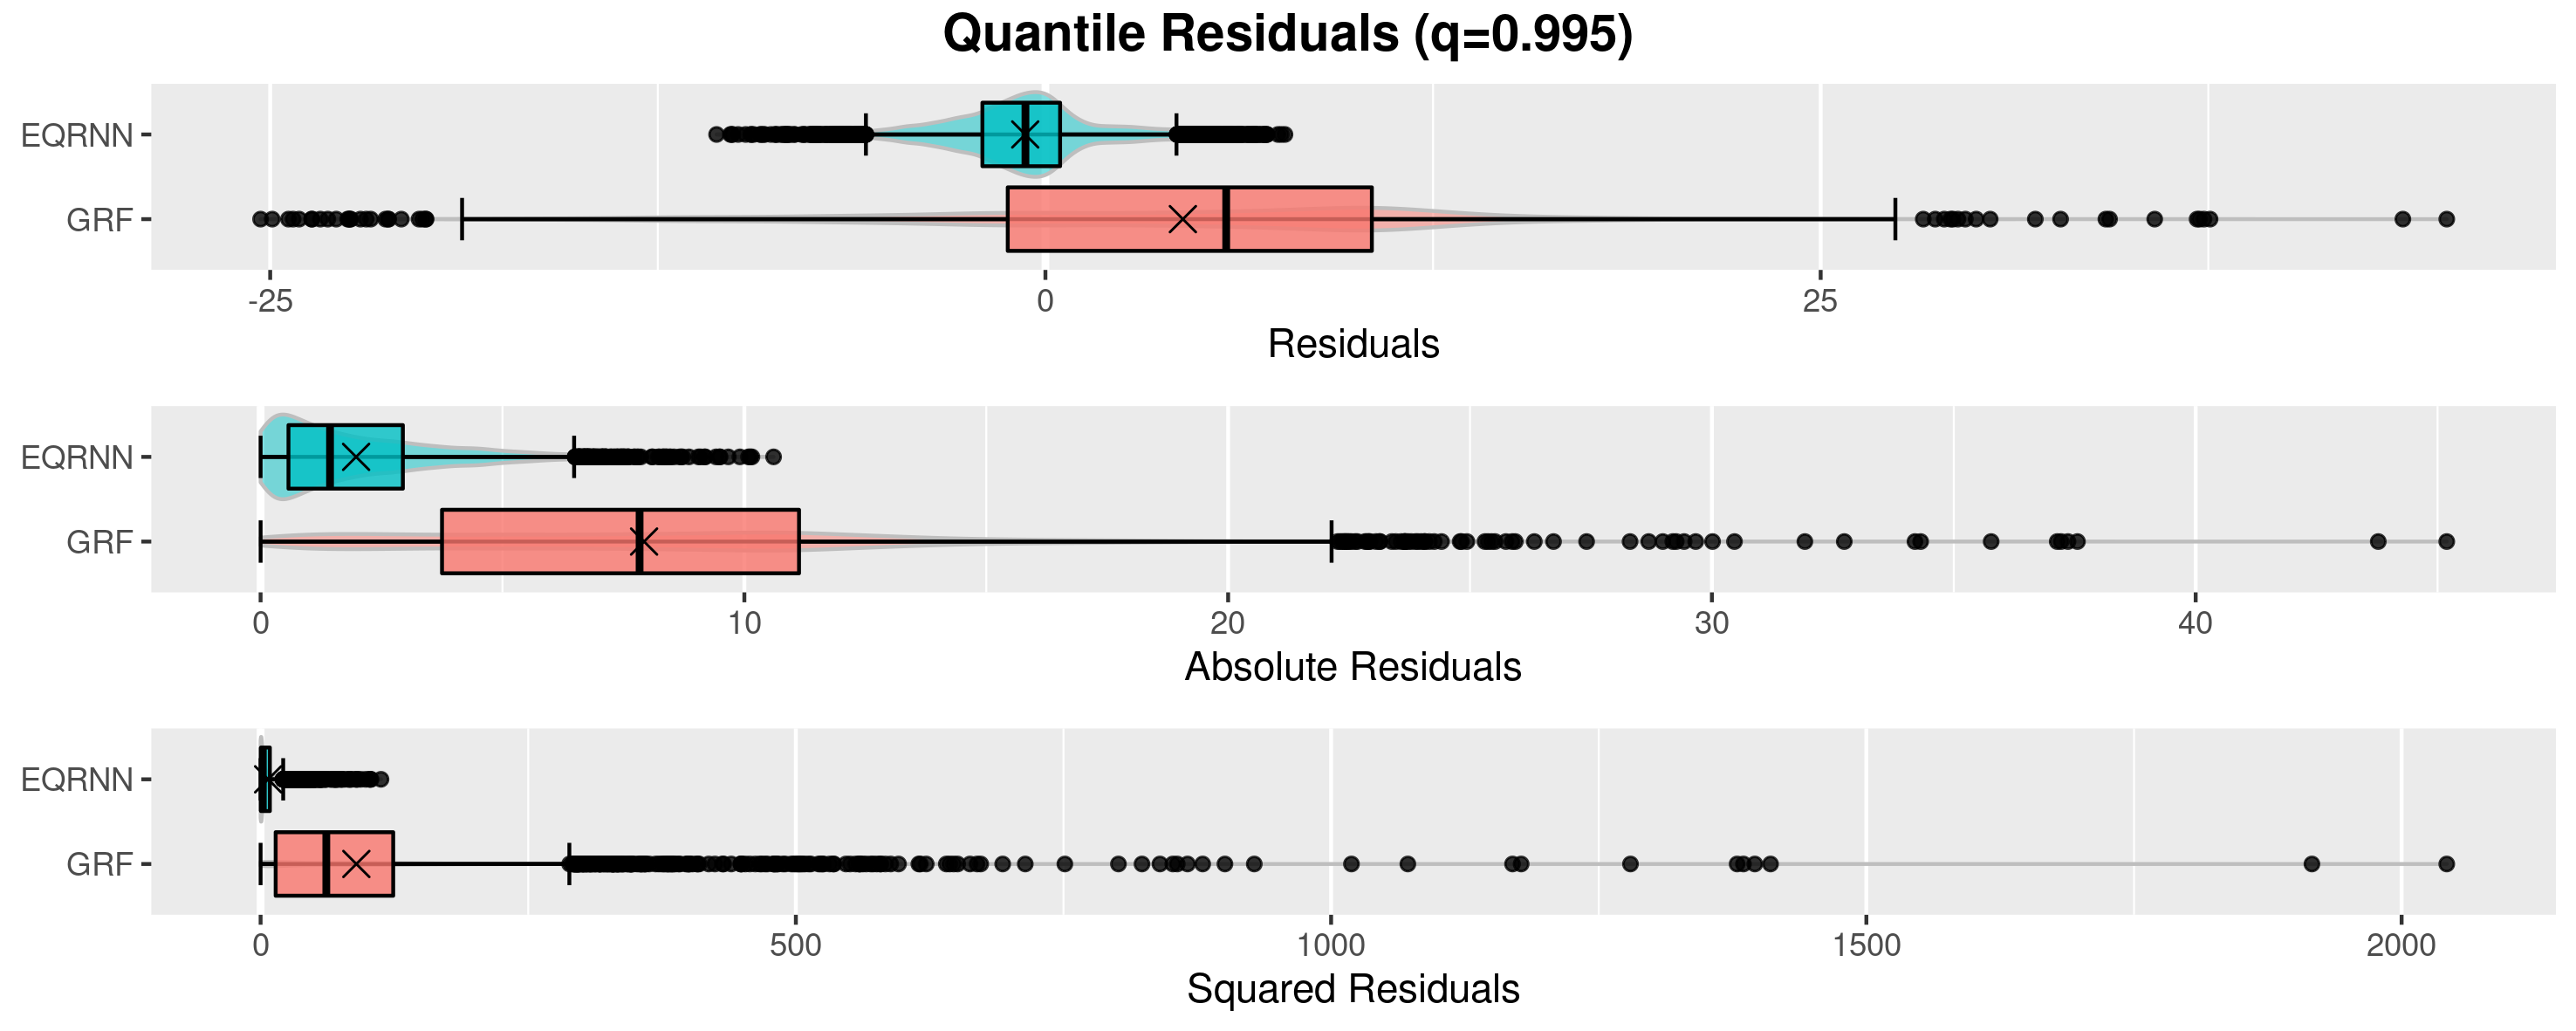 Quantile Residuals (q=0.995)
EQRNN
GRF
-25 0 25
Residuals
EQRNN
GRF
0 10 20 30 40
Absolute Residuals
EQRNN
GRF
0 500 1000 1500 2000
Squared Residuals